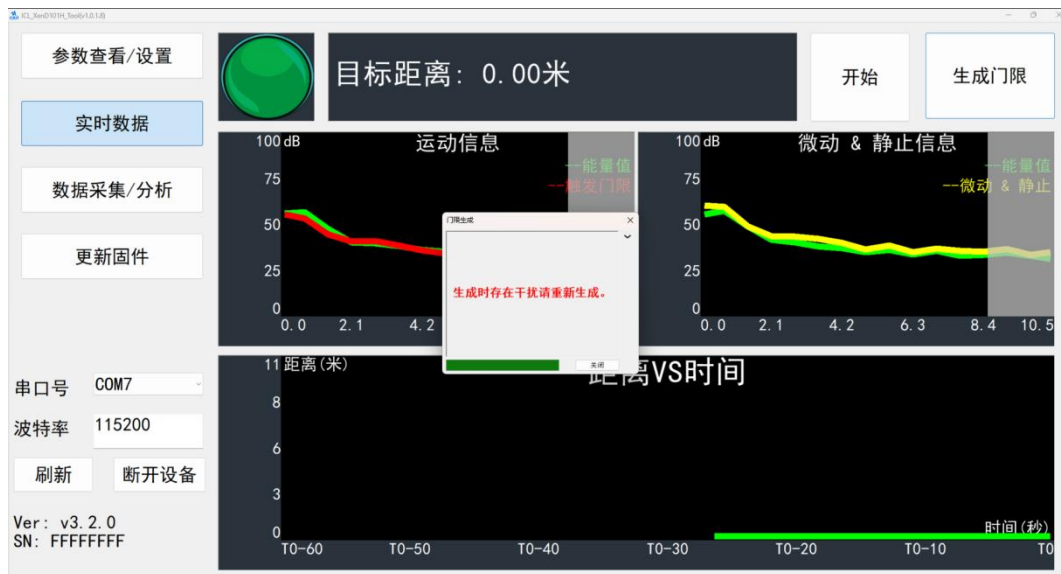 ICL_XenD101H_Tool(v1.0.1.8)
参数查看/设置
实时数据
数据采集/分析
更新固件
串口号 COM7
波特率 115200
刷新 断开设备
Ver: v3.2.0
SN: FFFFFFFF
目标距离: 0.00米
开始
生成门限
100 dB
运动信息
--能量值
--触发门限
75
50
25
0
0.0 2.1 4.2
100 dB
微动 & 静止信息
--能量值
--微动 & 静止
75
50
25
0
0.0 2.1 4.2 6.3 8.4 10.5
门限生成
生成时存在干扰请重新生成。
关闭
11 距离(米)
距离VS时间
8
6
3
0
时间(秒)
T0-60 T0-50 T0-40 T0-30 T0-20 T0-10 T0